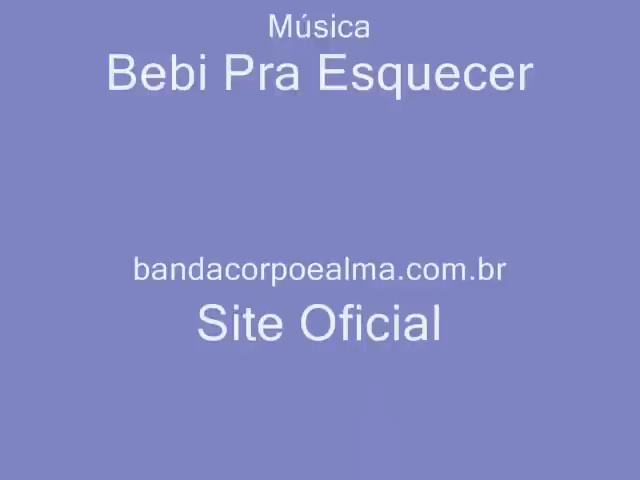 Música
Bebi Pra Esquecer
bandacorpoealma.com.br
Site Oficial